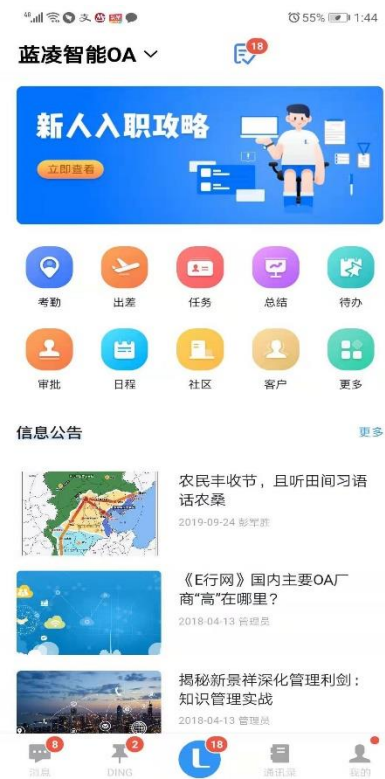 46 55% 1:44
蓝凌智能OA 18
新人入职攻略
立即查看
考勤 出差 任务 总结 待办
审批 日程 社区 客户 更多
信息公告 更多
农民丰收节，且听田间习语
话农桑
2019-09-24 彭军胜
《E行网》国内主要OA厂
商“高”在哪里？
2018-04-13 管理员
揭秘新景祥深化管理利剑：
知识管理实战
2018-04-13 管理员
8 2 18
消息 DING 通讯录 我的